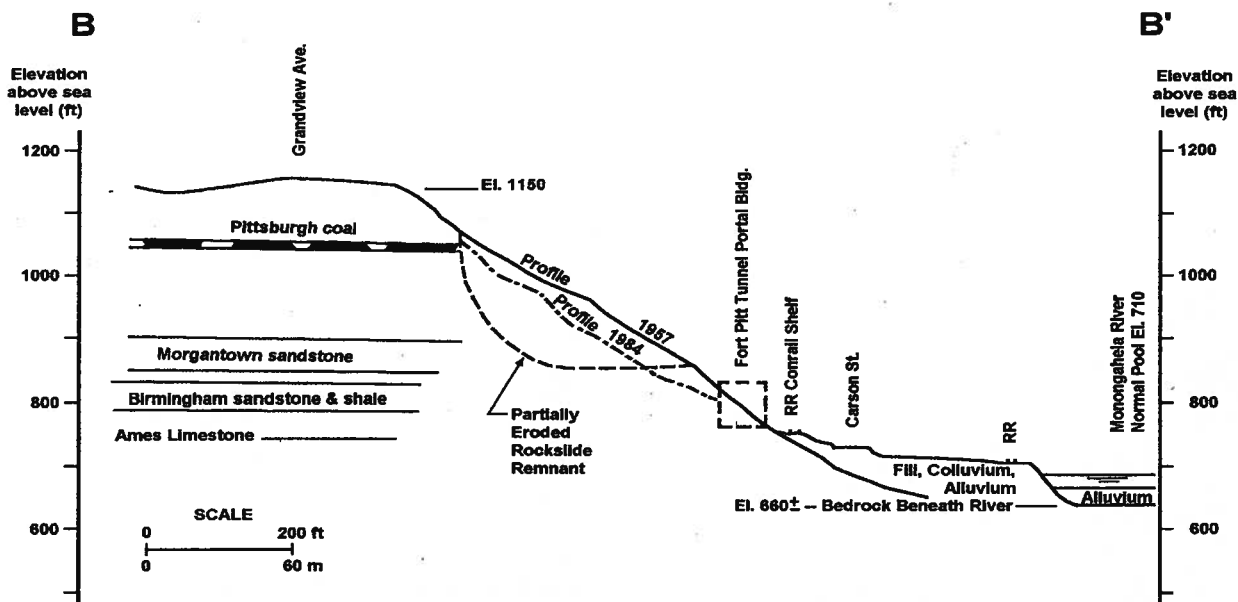 B
B'
Elevation
above sea
level (ft)
Grandview Ave.
Elevation
above sea
level (ft)
1200
1200
El. 1150
Fort Pitt Tunnel Portal Bldg.
Pittsburgh coal
Profile
1957
1000
1000
Profile 1984
RR Conrail Shelf
Carson St.
Monongahela River
Normal Pool El. 710
Morgantown sandstone
Birmingham sandstone & shale
800
800
Partially
Eroded
Rockslide
Remnant
Ames Limestone
RR
Fill, Colluvium,
Alluvium
Alluvium
El. 660± -- Bedrock Beneath River
SCALE
600
600
0
200 ft
0
60 m